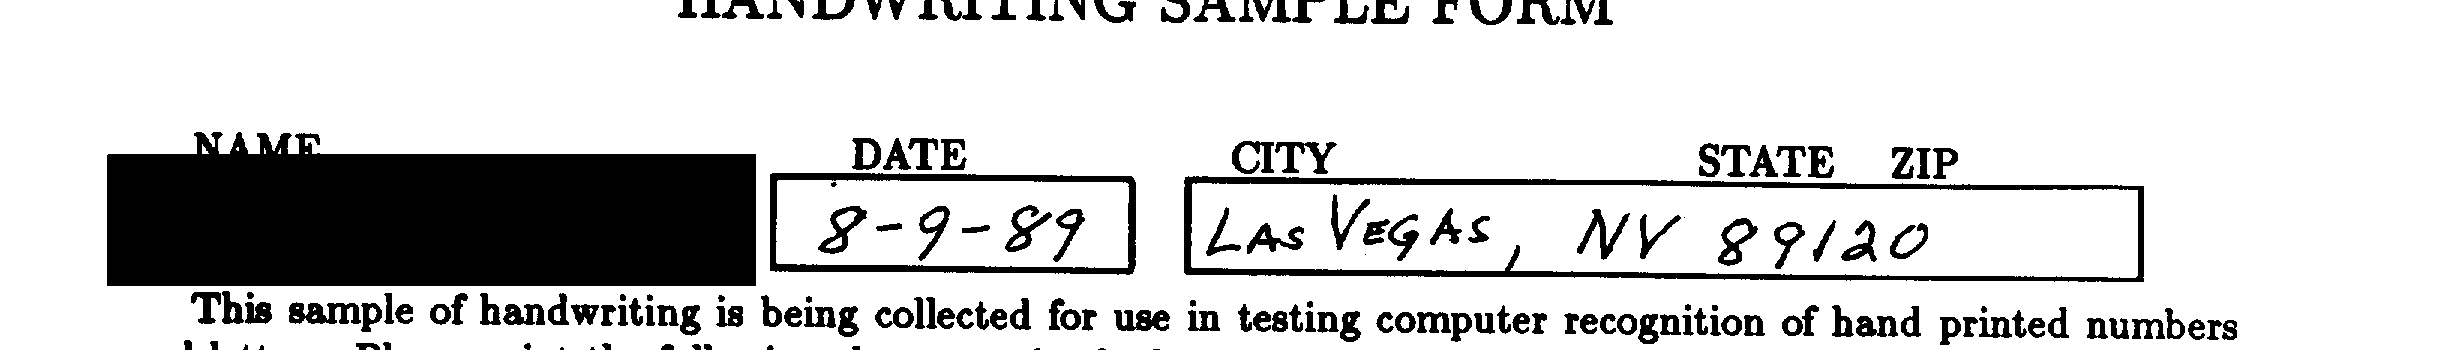 HANDWRITING SAMPLE FORM
NAME DATE CITY STATE ZIP
8-9-89 LAS VEGAS, NV 89120
This sample of handwriting is being collected for use in testing computer recognition of hand printed numbers